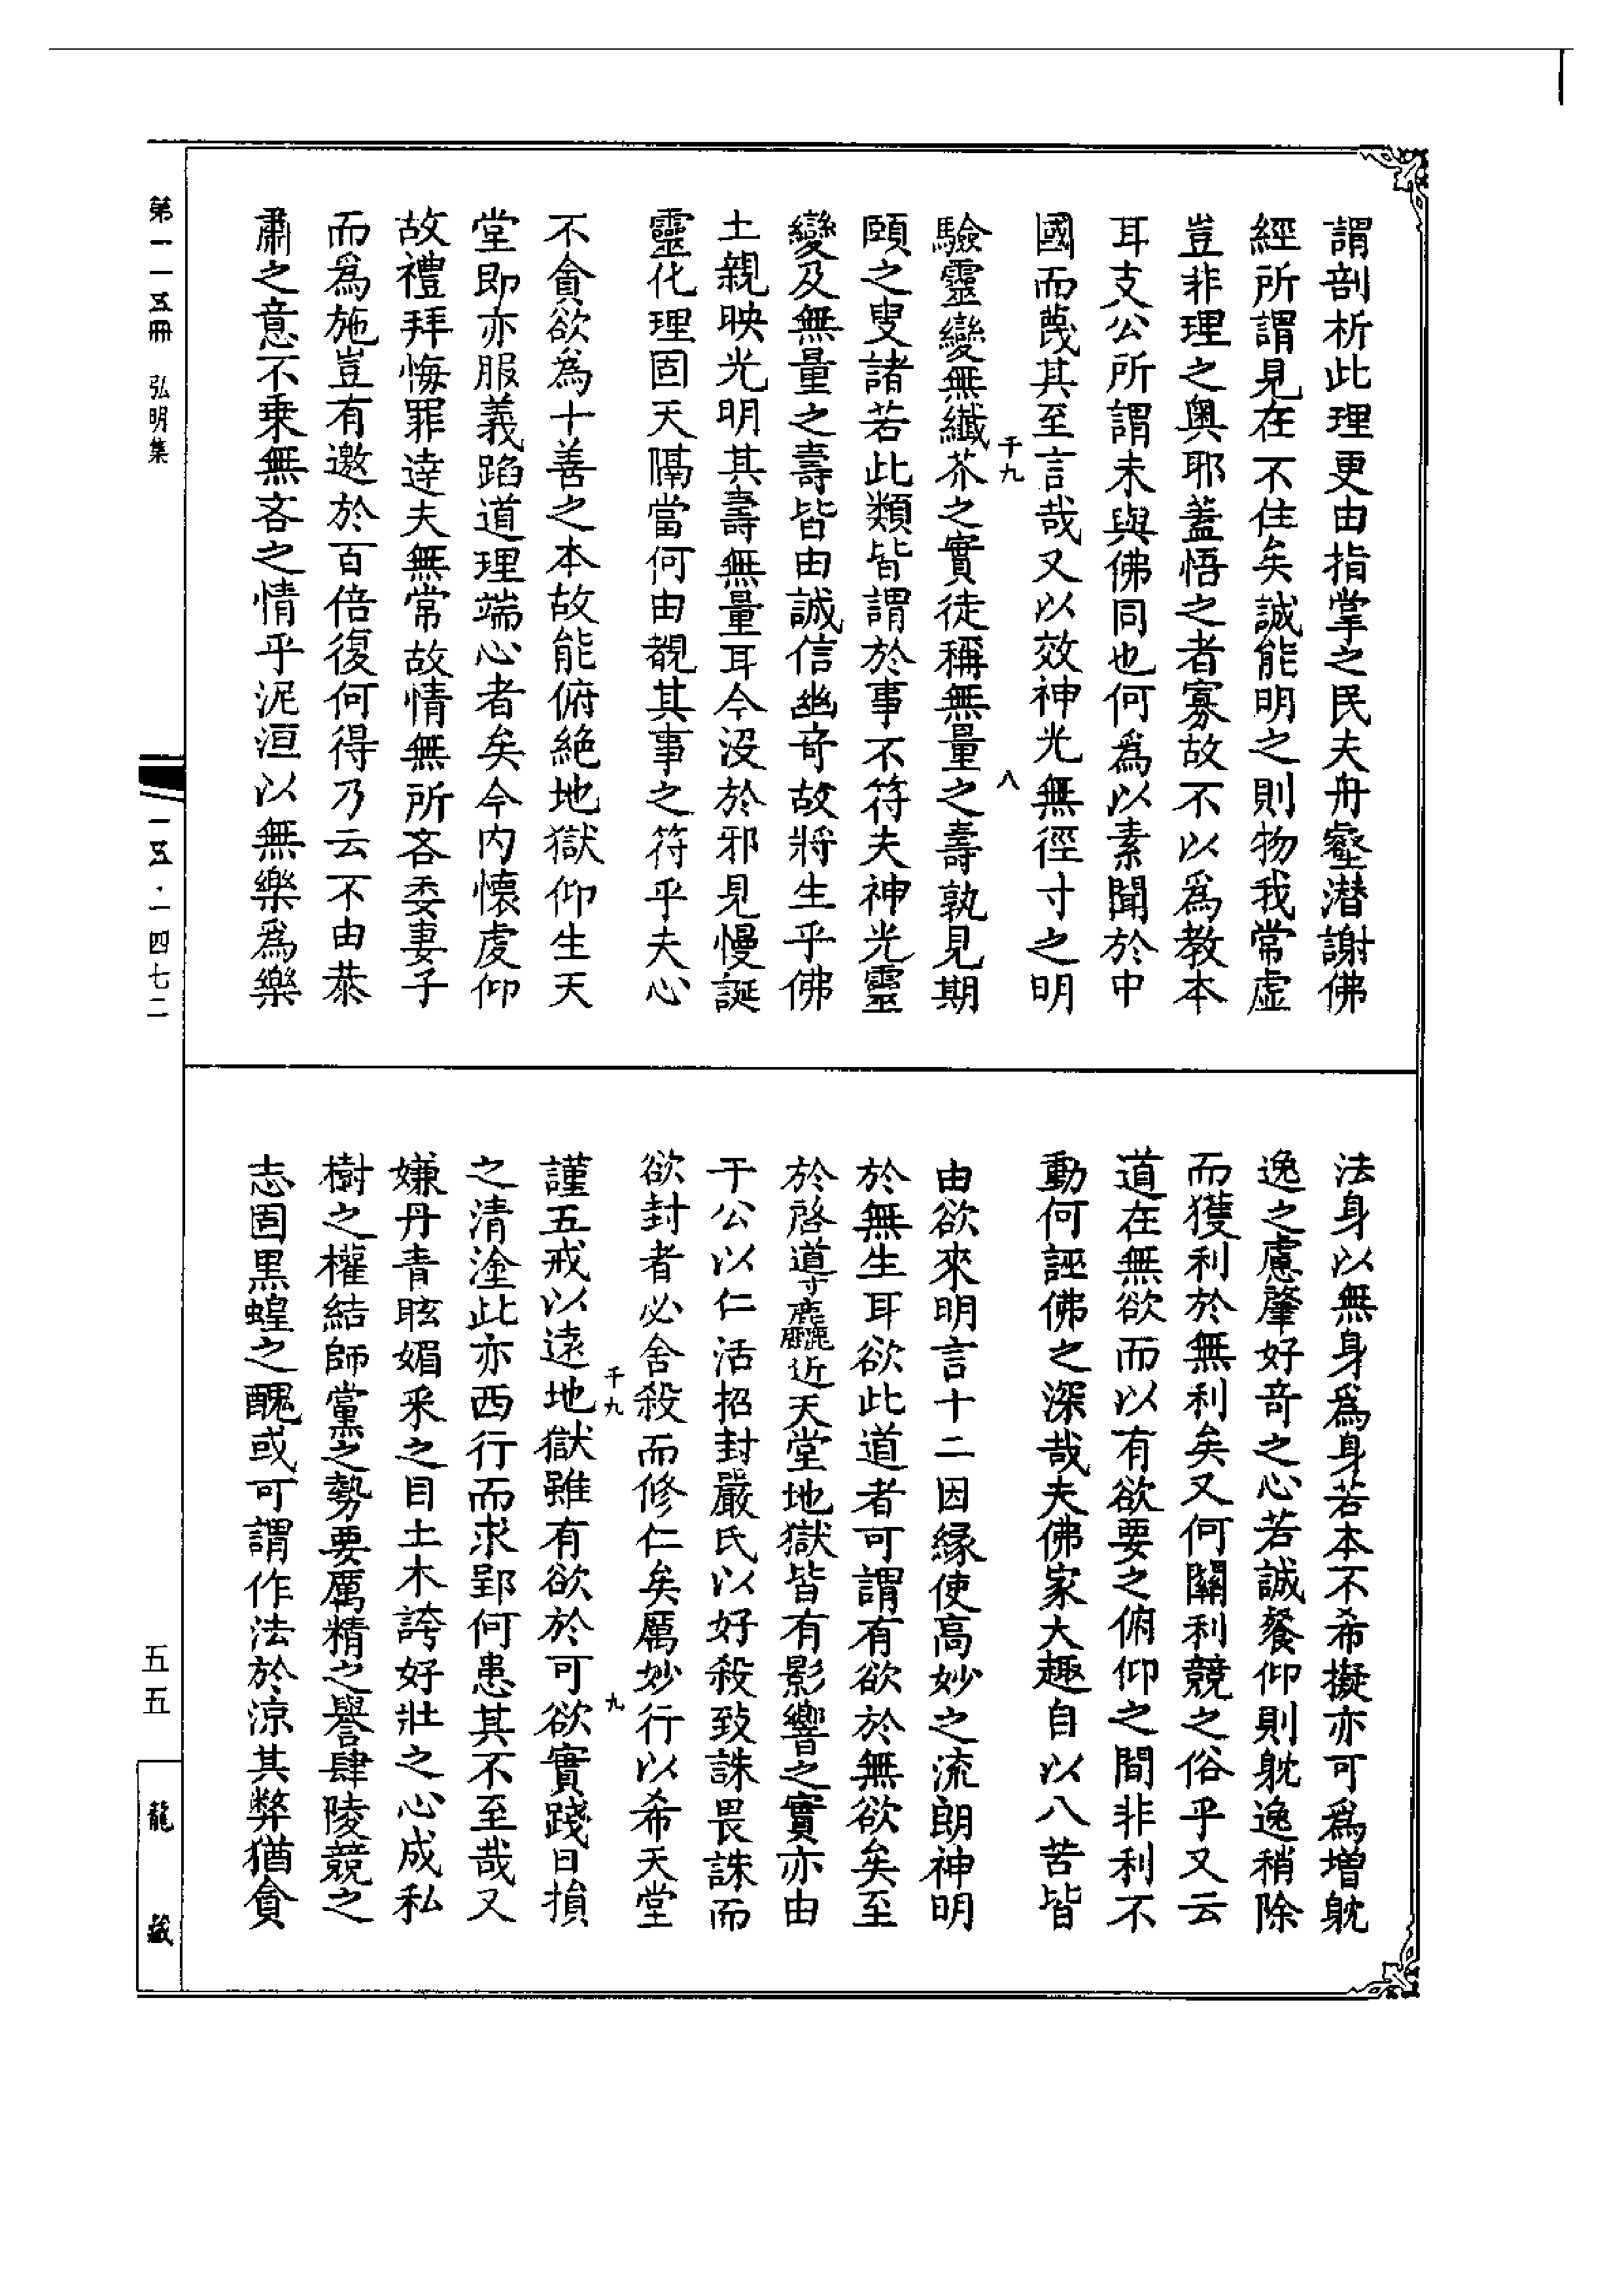 謂剖析此理更由指掌之民夫舟壑潜謝佛
經所謂見在不住矣誠能明之則物我常虛
豈非理之奥耶蓋悟之者寡故不以爲教本
耳支公所謂未與佛同也何爲以素聞於中
國而蔑其至言哉又以效神光無徑寸之明
千九
八
驗靈變無纖芥之實徒稱無量之壽孰見期
頤之叟諸若此類皆謂於事不符夫神光靈
變及無量之壽皆由誠信幽竒故將生乎佛
土親映光明其壽無量耳今沒於邪見慢誕
靈化理固天隔當何由覩其事之符乎夫心
不貪欲爲十善之本故能俯絶地獄仰生天
堂即亦服義蹈道理端心者矣今内懷虔仰
故禮拜悔罪達夫無常故情無所吝委妻子
而爲施豈有邀於百倍復何得乃云不由恭
肅之意不乗無吝之情乎泥洹以無樂爲樂
法身以無身爲身若本不希擬亦可爲增躭
逸之慮肇好竒之心若誠餐仰則躭逸稍除
而獲利於無利矣又何關利競之俗乎又云
道在無欲而以有欲要之俯仰之間非利不
動何誣佛之深哉夫佛家大趣自以八苦皆
由欲來明言十二因緣使高妙之流朗神明
於無生耳欲此道者可謂有欲於無欲矣至
於啓導麤近天堂地獄皆有影響之實亦由
于公以仁活招封嚴氏以好殺致誅畏誅而
欲封者必舍殺而修仁矣厲妙行以希天堂
千九
九
謹五戒以遠地獄雖有欲於可欲實踐日損
之清塗此亦西行而求郢何患其不至哉又
嫌丹青眩媚釆之目土木誇好壯之心成私
樹之權結師黨之勢要厲精之譽肆陵競之
志固黒蝗之醜或可謂作法於涼其弊猶貪
第一一五冊 弘明集
一五·一四七二
五五
龍藏